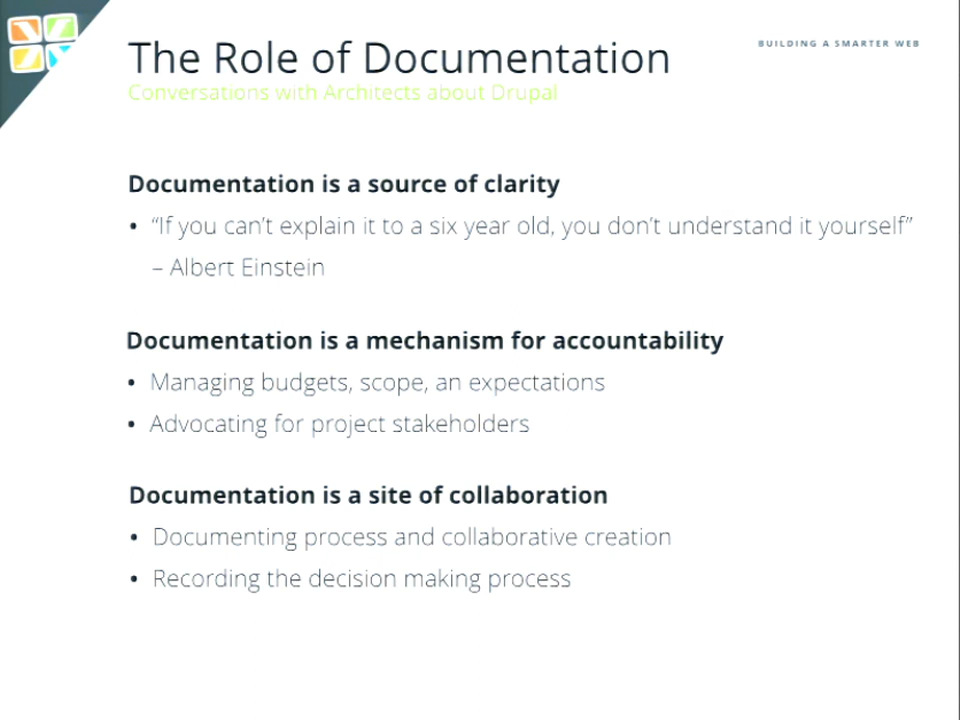 The Role of Documentation
BUILDING A SMARTER WEB
Conversations with Architects about Drupal
Documentation is a source of clarity
• “If you can’t explain it to a six year old, you don’t understand it yourself”
– Albert Einstein
Documentation is a mechanism for accountability
• Managing budgets, scope, an expectations
• Advocating for project stakeholders
Documentation is a site of collaboration
• Documenting process and collaborative creation
• Recording the decision making process